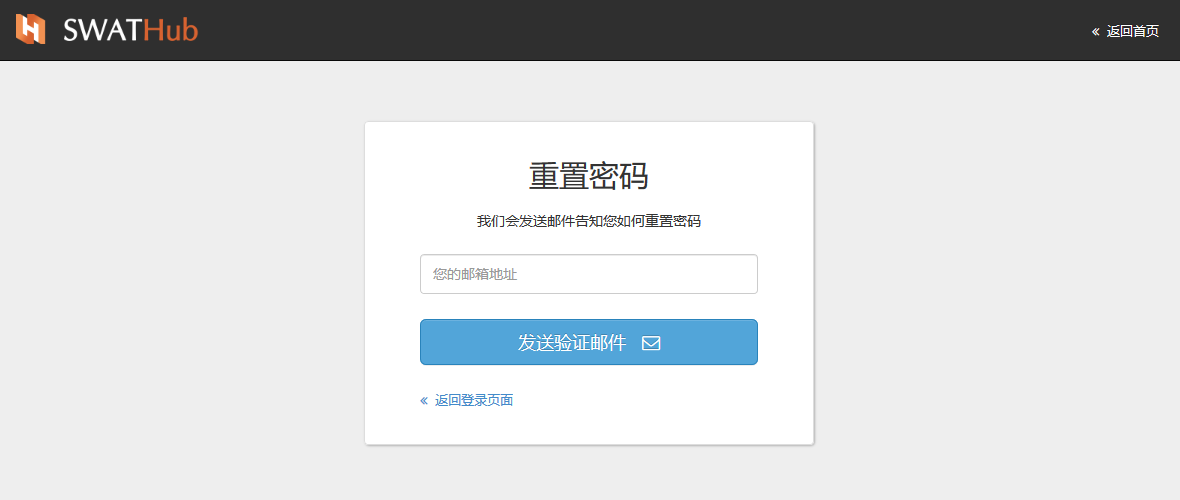 SWATHub
« 返回首页
重置密码
我们会发送邮件告知您如何重置密码
您的邮箱地址
发送验证邮件
« 返回登录页面